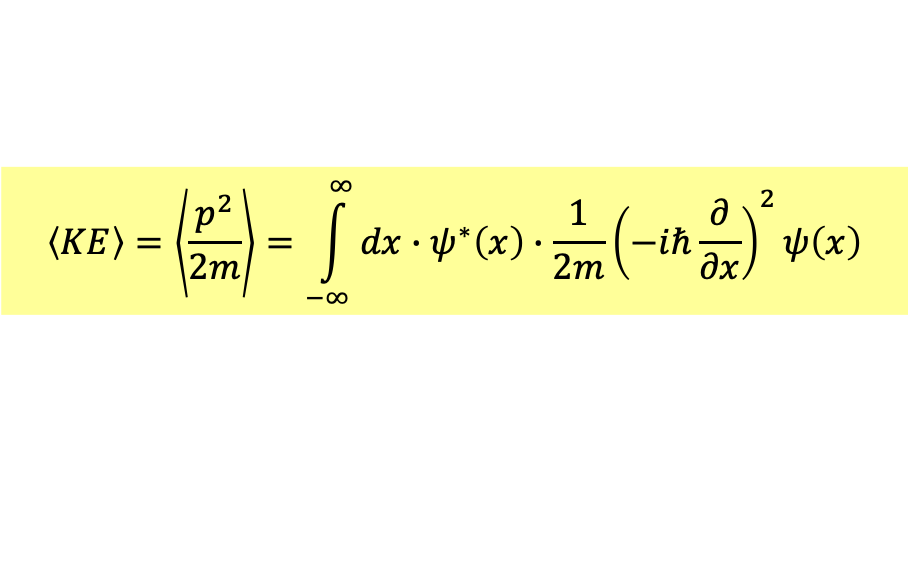 ⟨KE⟩ = ⟨p²/2m⟩ = ∫_{−∞}^{∞} dx · ψ*(x) · 1/2m (−iħ ∂/∂x)² ψ(x)